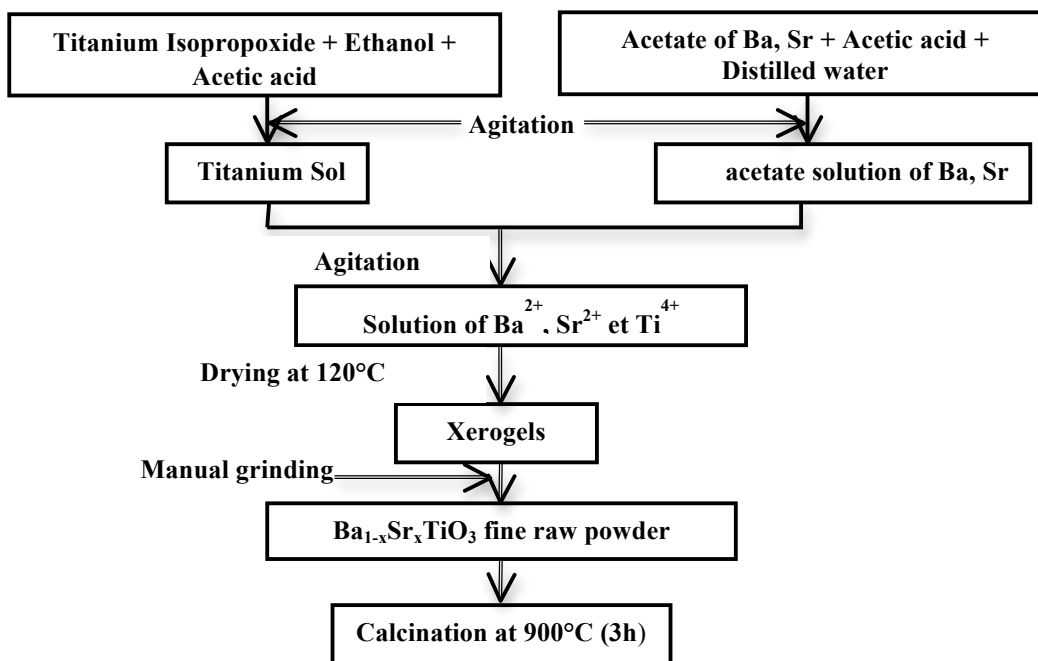 Titanium Isopropoxide + Ethanol +
Acetic acid
Acetate of Ba, Sr + Acetic acid +
Distilled water
Agitation
Titanium Sol
acetate solution of Ba, Sr
Agitation
Solution of Ba²⁺, Sr²⁺ et Ti⁴⁺
Drying at 120°C
Xerogels
Manual grinding
Ba₁₋ₓSrₓTiO₃ fine raw powder
Calcination at 900°C (3h)